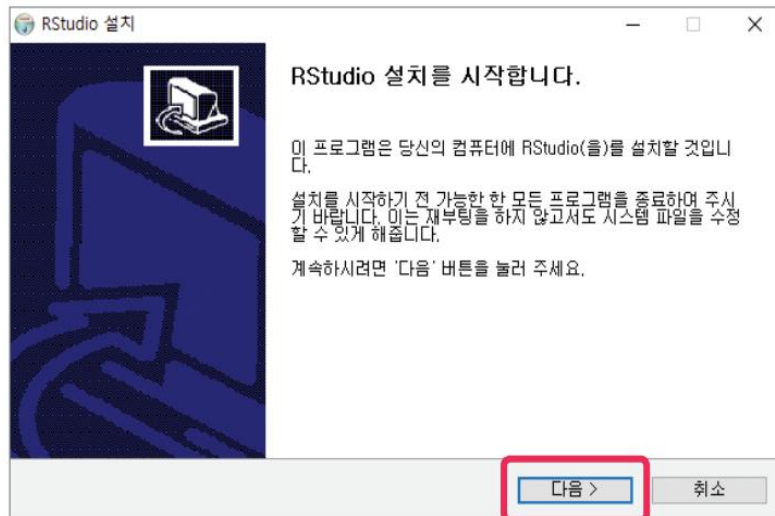 RStudio 설치
RStudio 설치를 시작합니다.
이 프로그램은 당신의 컴퓨터에 RStudio(을)를 설치할 것입니
다.
설치를 시작하기 전 가능한 한 모든 프로그램을 종료하여 주시
기 바랍니다. 이는 재부팅을 하지 않고서도 시스템 파일을 수정
할 수 있게 해줍니다.
계속하시려면 '다음' 버튼을 눌러 주세요.
다음 >
취소